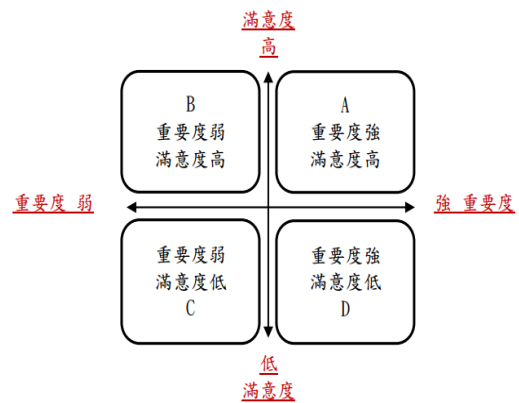 滿意度
高
B
重要度弱
滿意度高
A
重要度強
滿意度高
重要度 弱
強 重要度
重要度弱
滿意度低
C
重要度強
滿意度低
D
低
滿意度